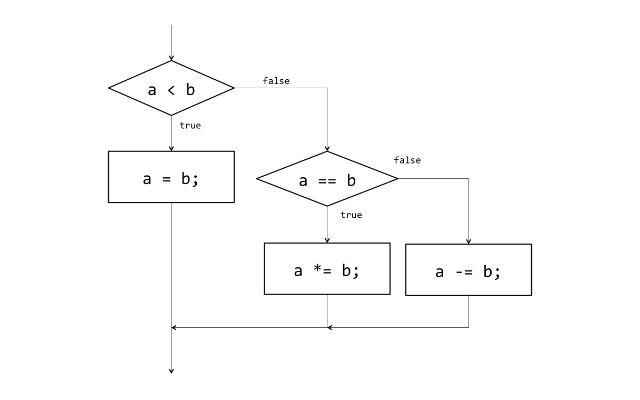 a < b
false
true
a = b;
a == b
false
true
a *= b;
a -= b;